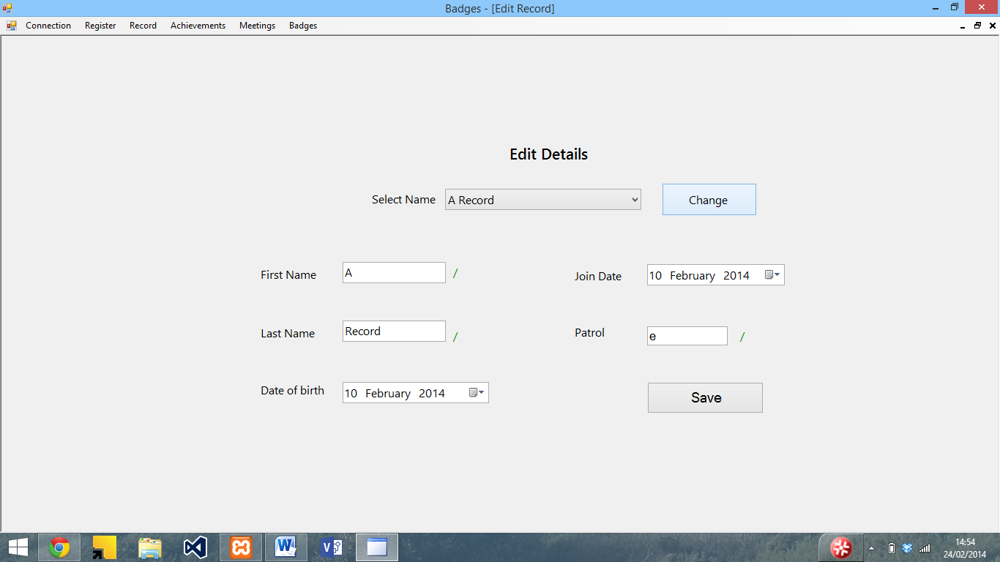 Badges - [Edit Record]
Connection Register Record Achievements Meetings Badges
Edit Details
Select Name A Record Change
First Name A / Join Date 10 February 2014
Last Name Record / Patrol e /
Date of birth 10 February 2014 Save
14:54
24/02/2014